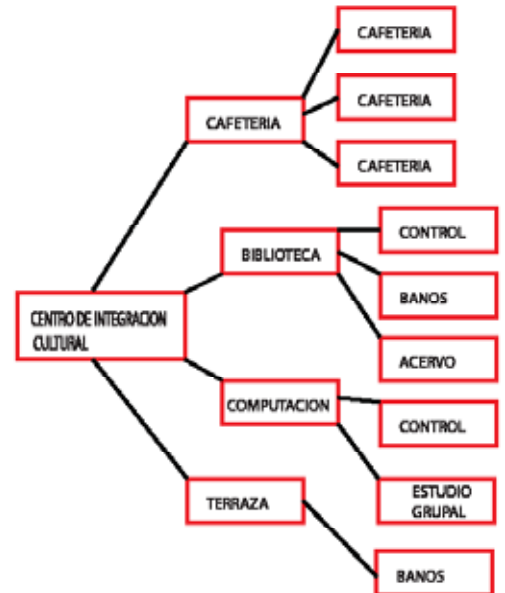 CAFETERIA
CAFETERIA
CAFETERIA
CAFETERIA
CONTROL
BIBLIOTECA
BANOS
CENTRO DE INTEGRACION
CULTURAL
ACERVO
COMPUTACION
CONTROL
ESTUDIO
GRUPAL
TERRAZA
BANOS